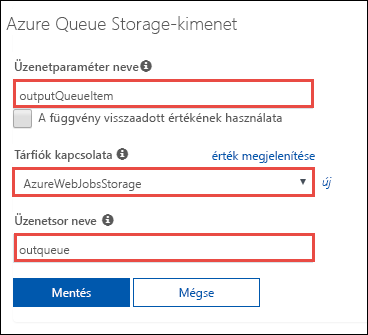 Azure Queue Storage-kimenet
Üzenetparaméter neve
outputQueueItem
A függvény visszaadott értékének használata
Tárfiók kapcsolata érték megjelenítése
AzureWebJobsStorage új
Üzenetsor neve
outqueue
Mentés Mégse